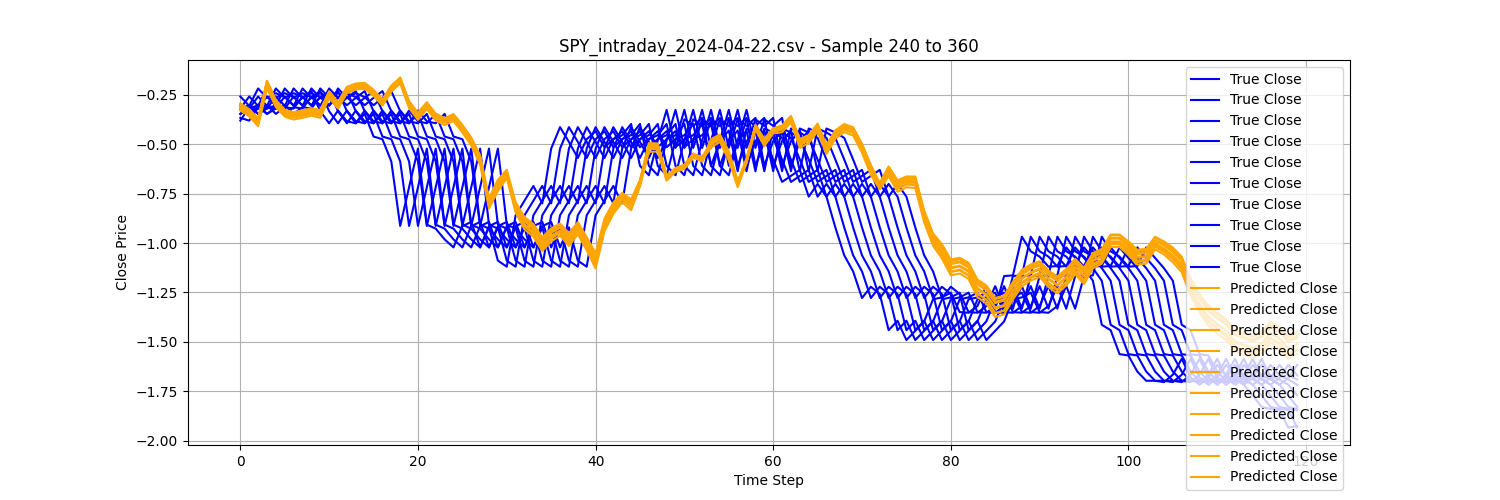 SPY_intraday_2024-04-22.csv - Sample 240 to 360
Close Price
−0.25
−0.50
−0.75
−1.00
−1.25
−1.50
−1.75
−2.00
0
20
40
60
80
100
120
Time Step
True Close
True Close
True Close
True Close
True Close
True Close
True Close
True Close
True Close
True Close
Predicted Close
Predicted Close
Predicted Close
Predicted Close
Predicted Close
Predicted Close
Predicted Close
Predicted Close
Predicted Close
Predicted Close